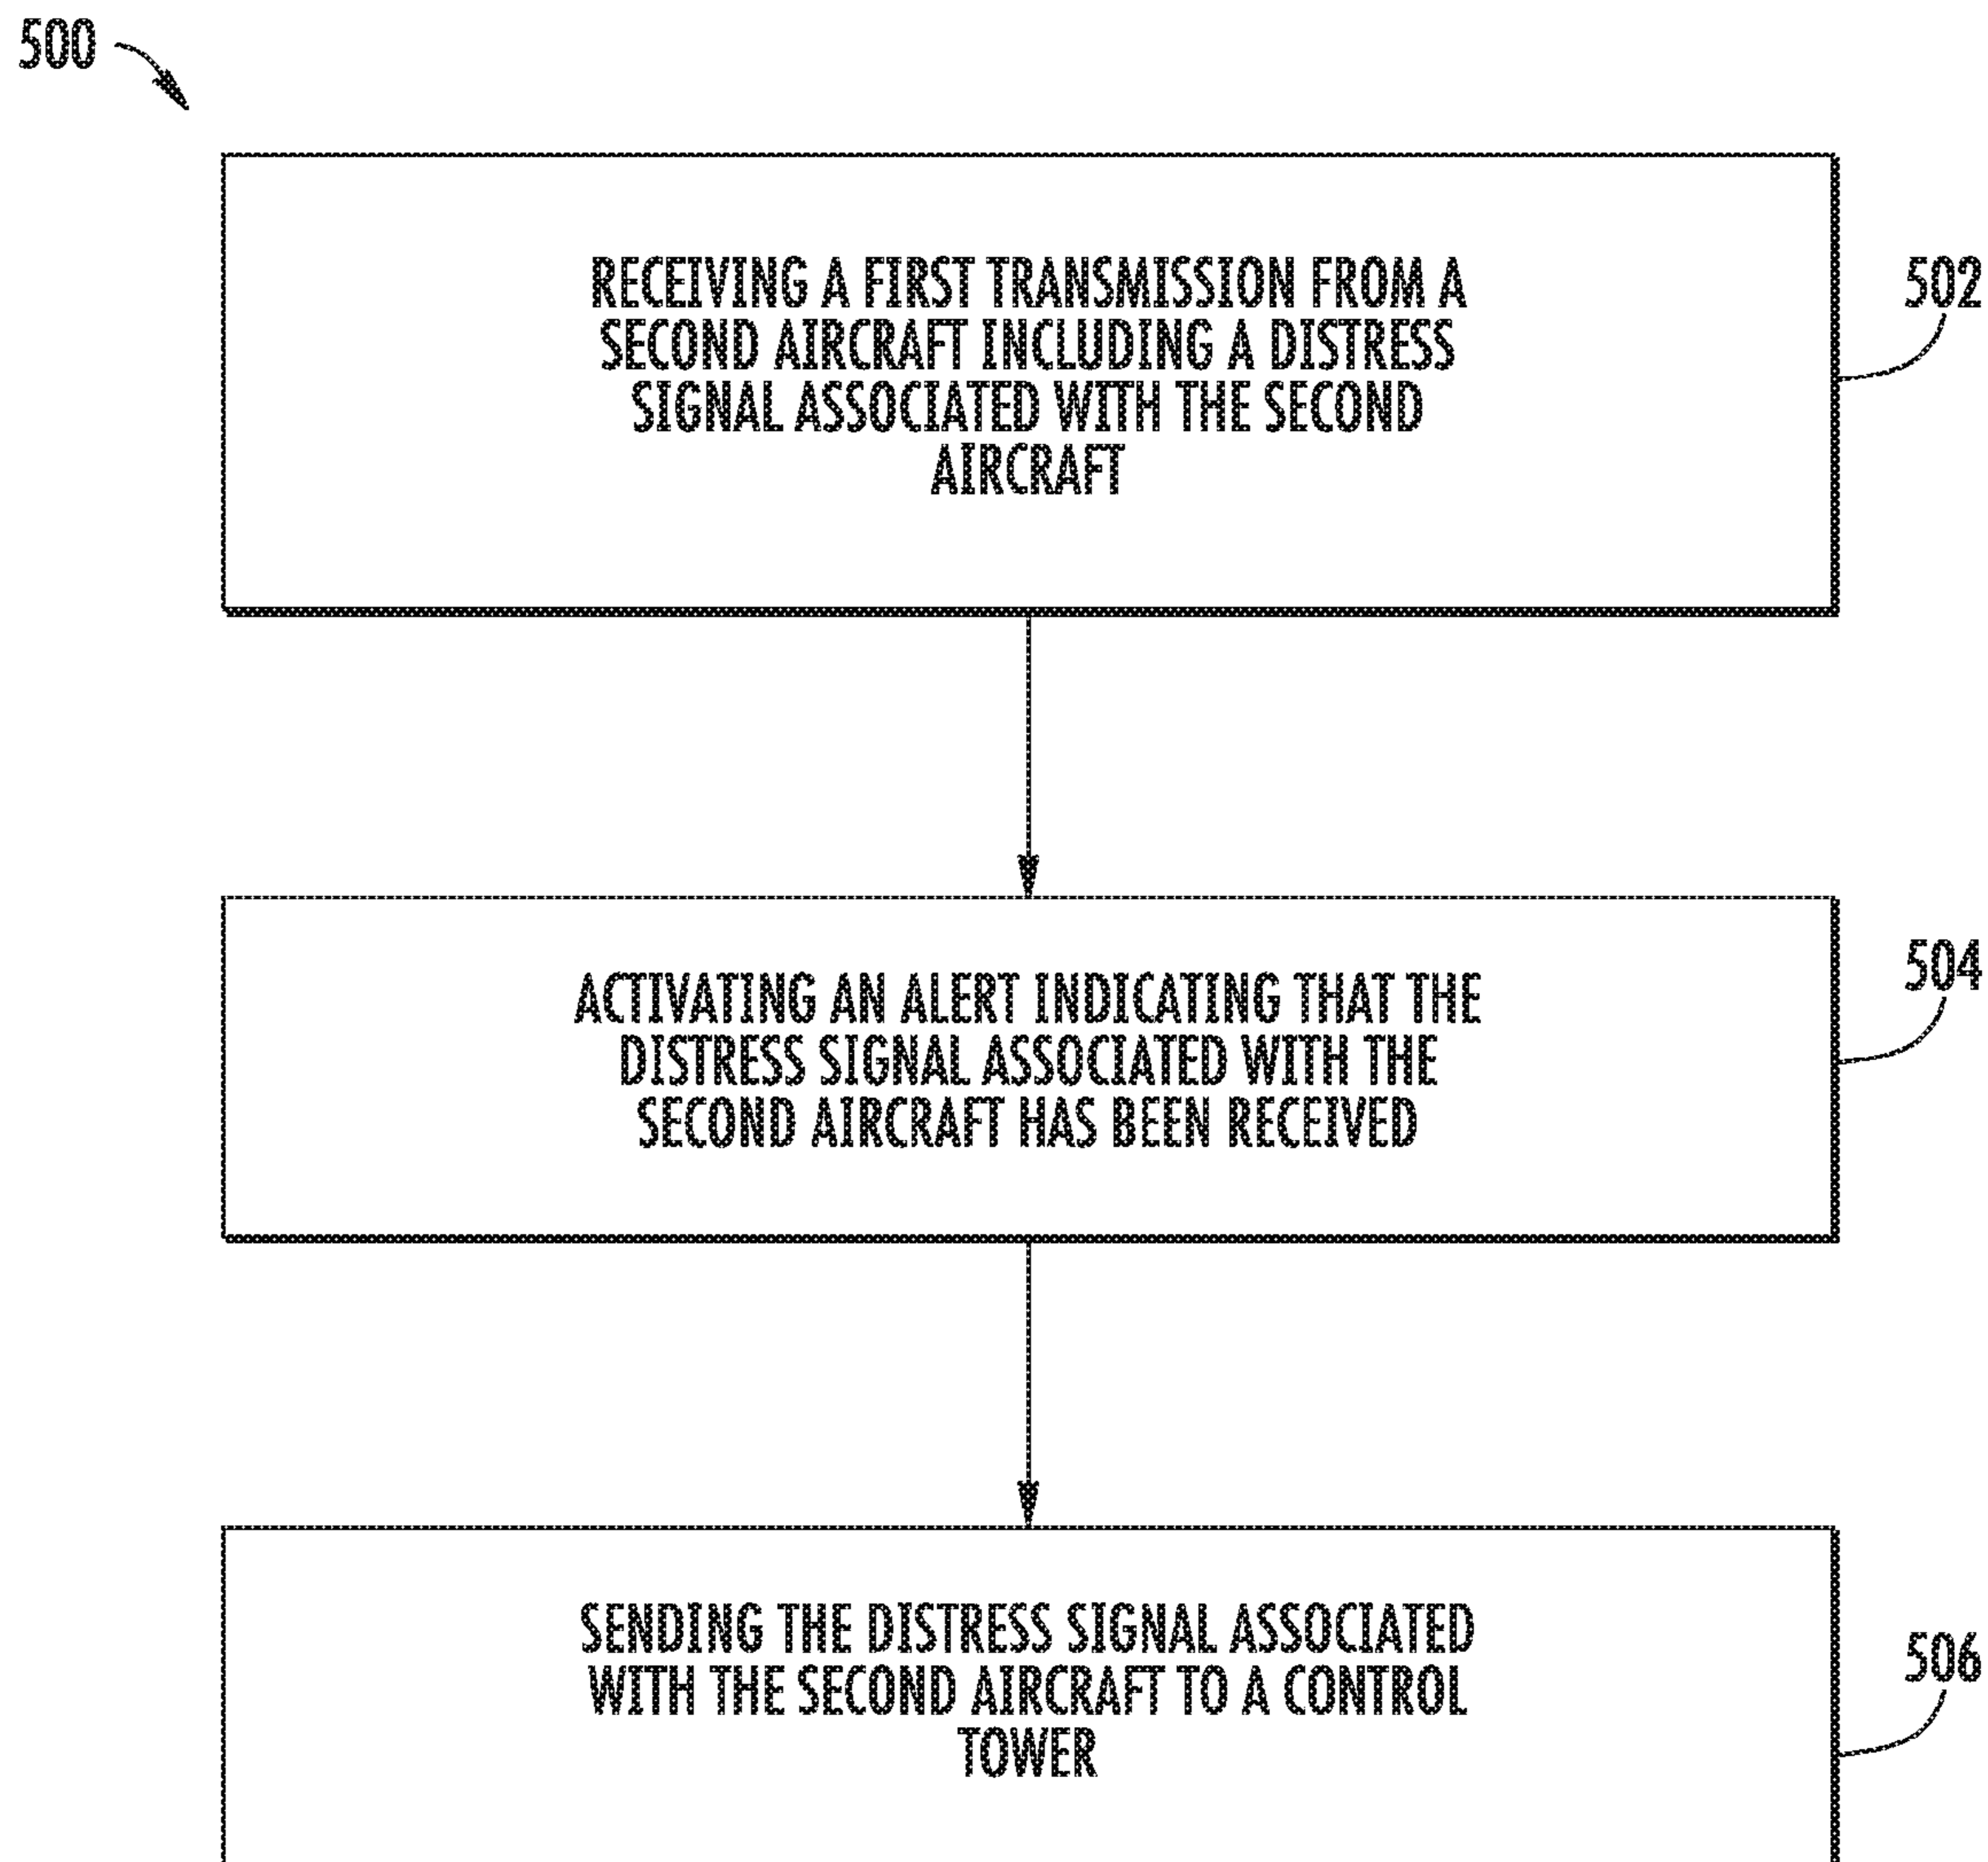 500
RECEIVING A FIRST TRANSMISSION FROM A
SECOND AIRCRAFT INCLUDING A DISTRESS
SIGNAL ASSOCIATED WITH THE SECOND
AIRCRAFT
502
ACTIVATING AN ALERT INDICATING THAT THE
DISTRESS SIGNAL ASSOCIATED WITH THE
SECOND AIRCRAFT HAS BEEN RECEIVED
504
SENDING THE DISTRESS SIGNAL ASSOCIATED
WITH THE SECOND AIRCRAFT TO A CONTROL
TOWER
506